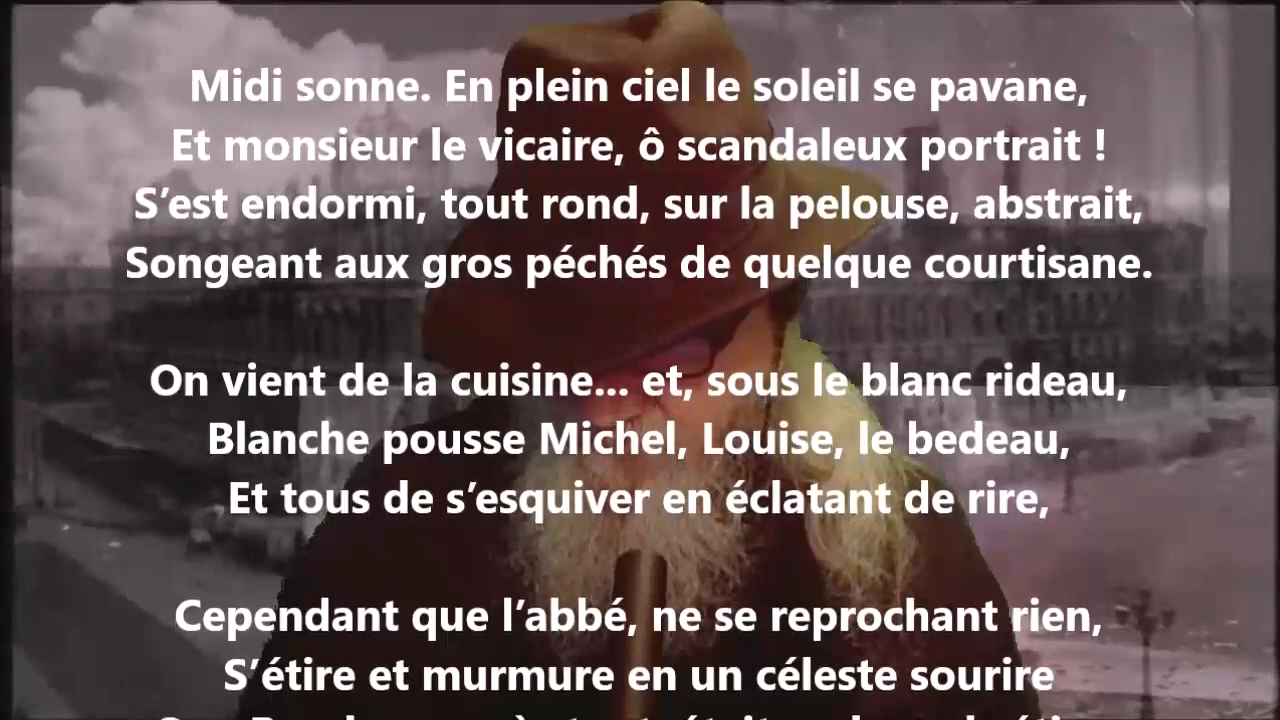 Midi sonne. En plein ciel le soleil se pavane,
Et monsieur le vicaire, ô scandaleux portrait !
S’est endormi, tout rond, sur la pelouse, abstrait,
Songeant aux gros péchés de quelque courtisane.
On vient de la cuisine... et, sous le blanc rideau,
Blanche pousse Michel, Louise, le bedeau,
Et tous de s’esquiver en éclatant de rire,
Cependant que l’abbé, ne se reprochant rien,
S’étire et murmure en un céleste sourire